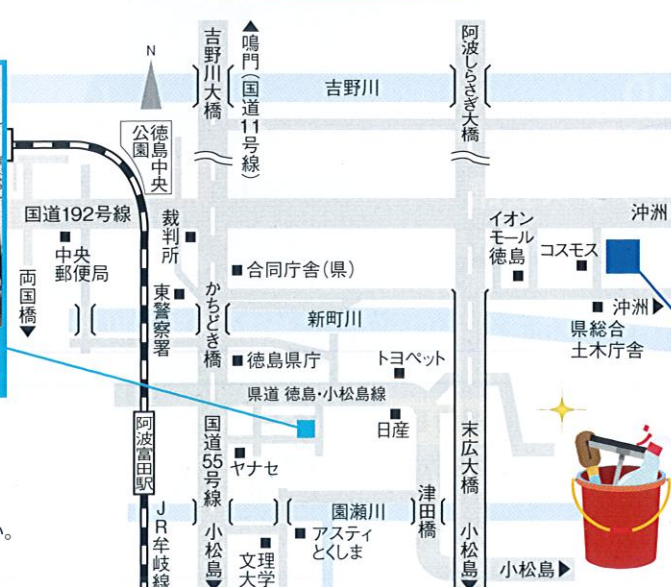 吉野川大橋
▲鳴門(国道11号線)
吉野川
阿波しらさぎ大橋
N
徳島中央
公園
国道192号線
裁判所
イオン
モール
徳島
コスモス
沖洲
中央
郵便局
両国橋▼
東警察署
合同庁舎(県)
かちどき橋
新町川
沖洲▶
県総合
土木庁舎
徳島県庁
トヨペット
県道 徳島・小松島線
日産
阿波富田駅
国道55号線
ヤナセ
末広大橋
津田橋
園瀬川
アスティ
とくしま
文理
大学
JR牟岐線
小松島▼
小松島▼
小松島▶
い。